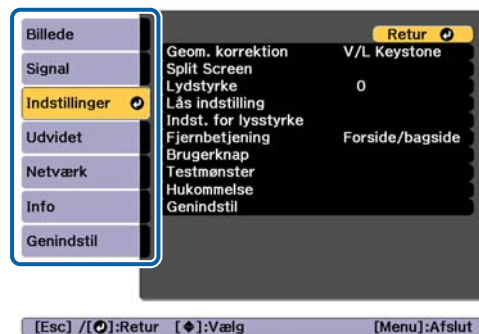 Billede
Signal
Indstillinger
Udvidet
Netværk
Info
Genindstil
Retur
Geom. korrektion V/L Keystone
Split Screen
Lydstyrke 0
Lås indstilling
Indst. for lysstyrke
Fjernbetjening Forside/bagside
Brugerknap
Testmønster
Hukommelse
Genindstil
[Esc] /[]:Retur []:Vælg [Menu]:Afslut